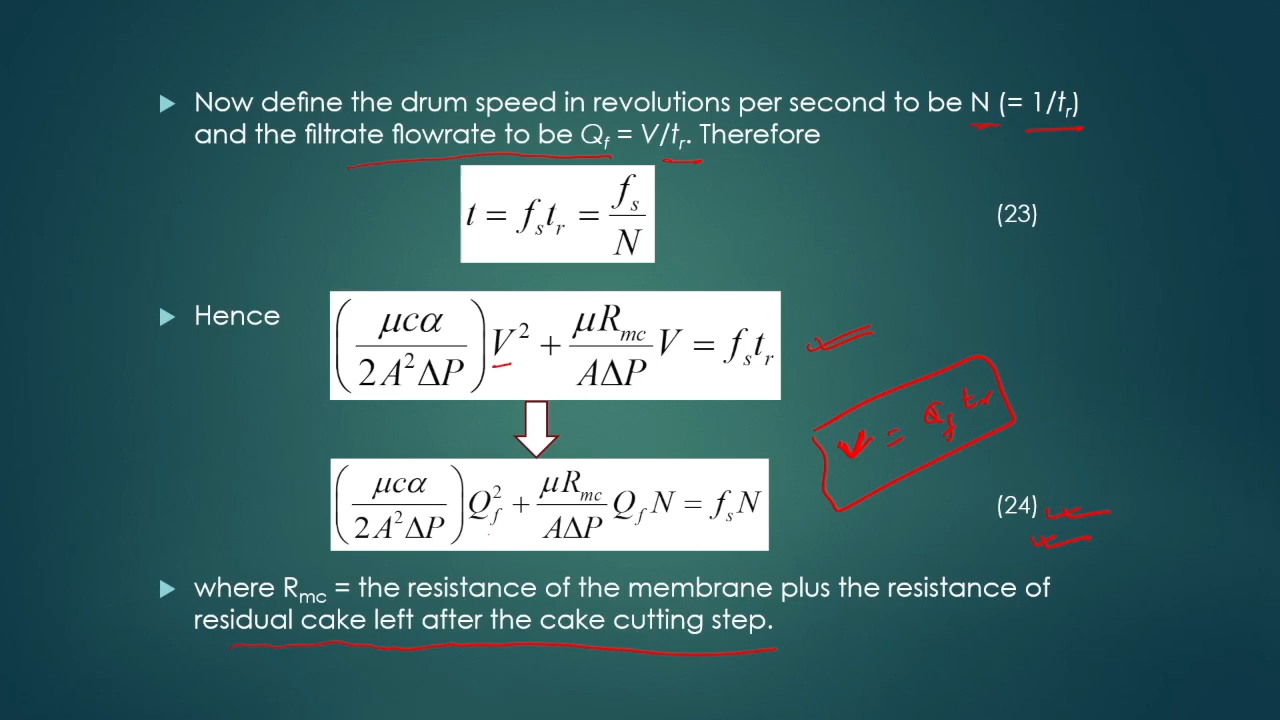 Now define the drum speed in revolutions per second to be N (= 1/tᵣ)
and the filtrate flowrate to be Q_f = V/tᵣ. Therefore
t = f_s t_r = f_s/N (23)
Hence
(μcα / 2A²ΔP) V² + (μR_mc / AΔP) V = f_s t_r
V = Q_f t_r
(μcα / 2A²ΔP) Q_f² + (μR_mc / AΔP) Q_f N = f_s N (24)
where R_mc = the resistance of the membrane plus the resistance of
residual cake left after the cake cutting step.